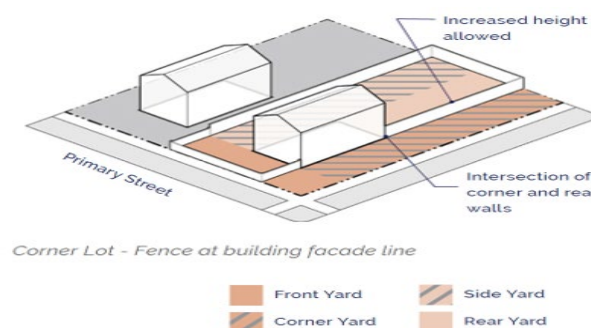 Increased height
allowed
Primary Street
Intersection of
corner and rea
walls
Corner Lot - Fence at building facade line
Front Yard
Side Yard
Corner Yard
Rear Yard